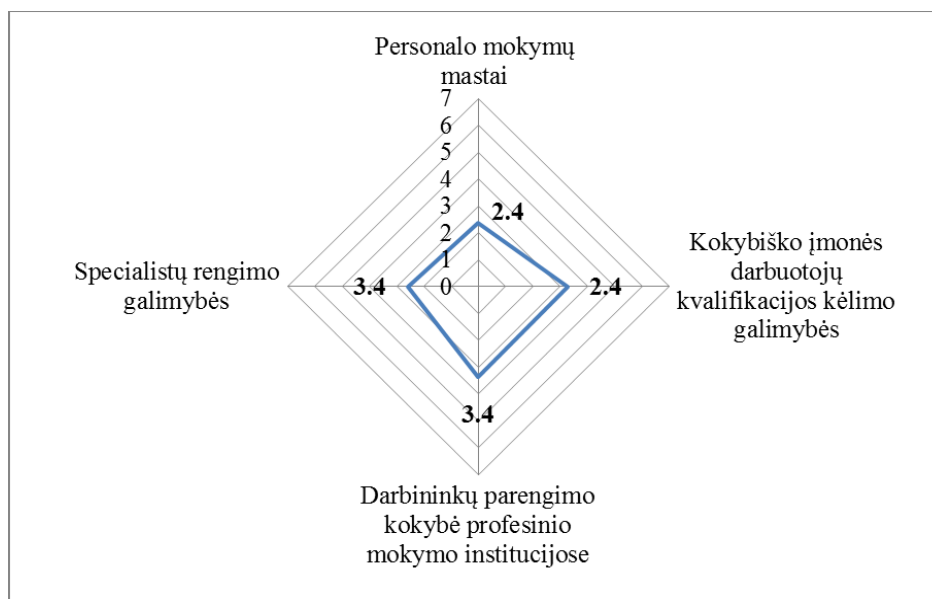 Personalo mokymų
mastai
7
6
5
4
3
2
1
0
2.4
Kokybiško įmonės
darbuotojų
kvalifikacijos kėlimo
galimybės
2.4
Specialistų rengimo
galimybės
3.4
3.4
Darbininkų parengimo
kokybė profesinio
mokymo institucijose